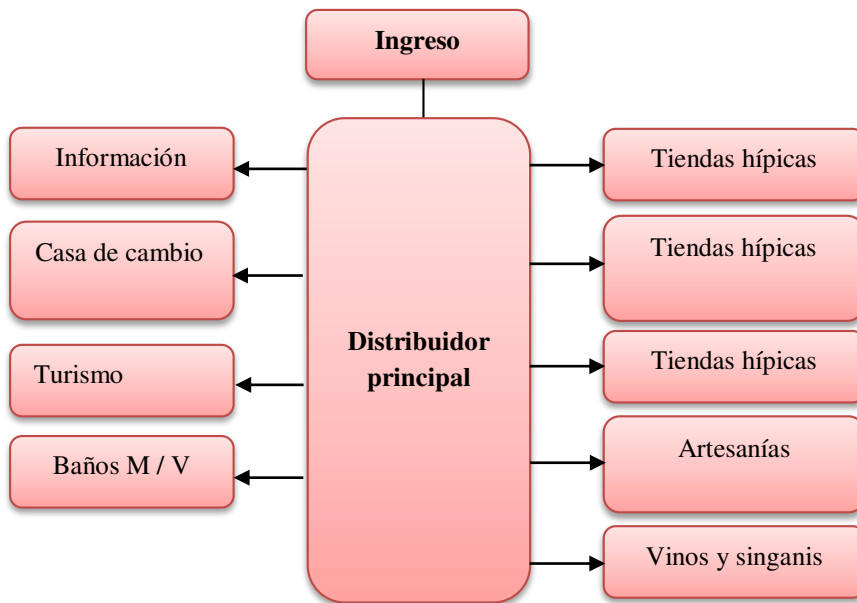 Ingreso
Información
Casa de cambio
Turismo
Baños M / V
Distribuidor
principal
Tiendas hípicas
Tiendas hípicas
Tiendas hípicas
Artesanías
Vinos y singanis